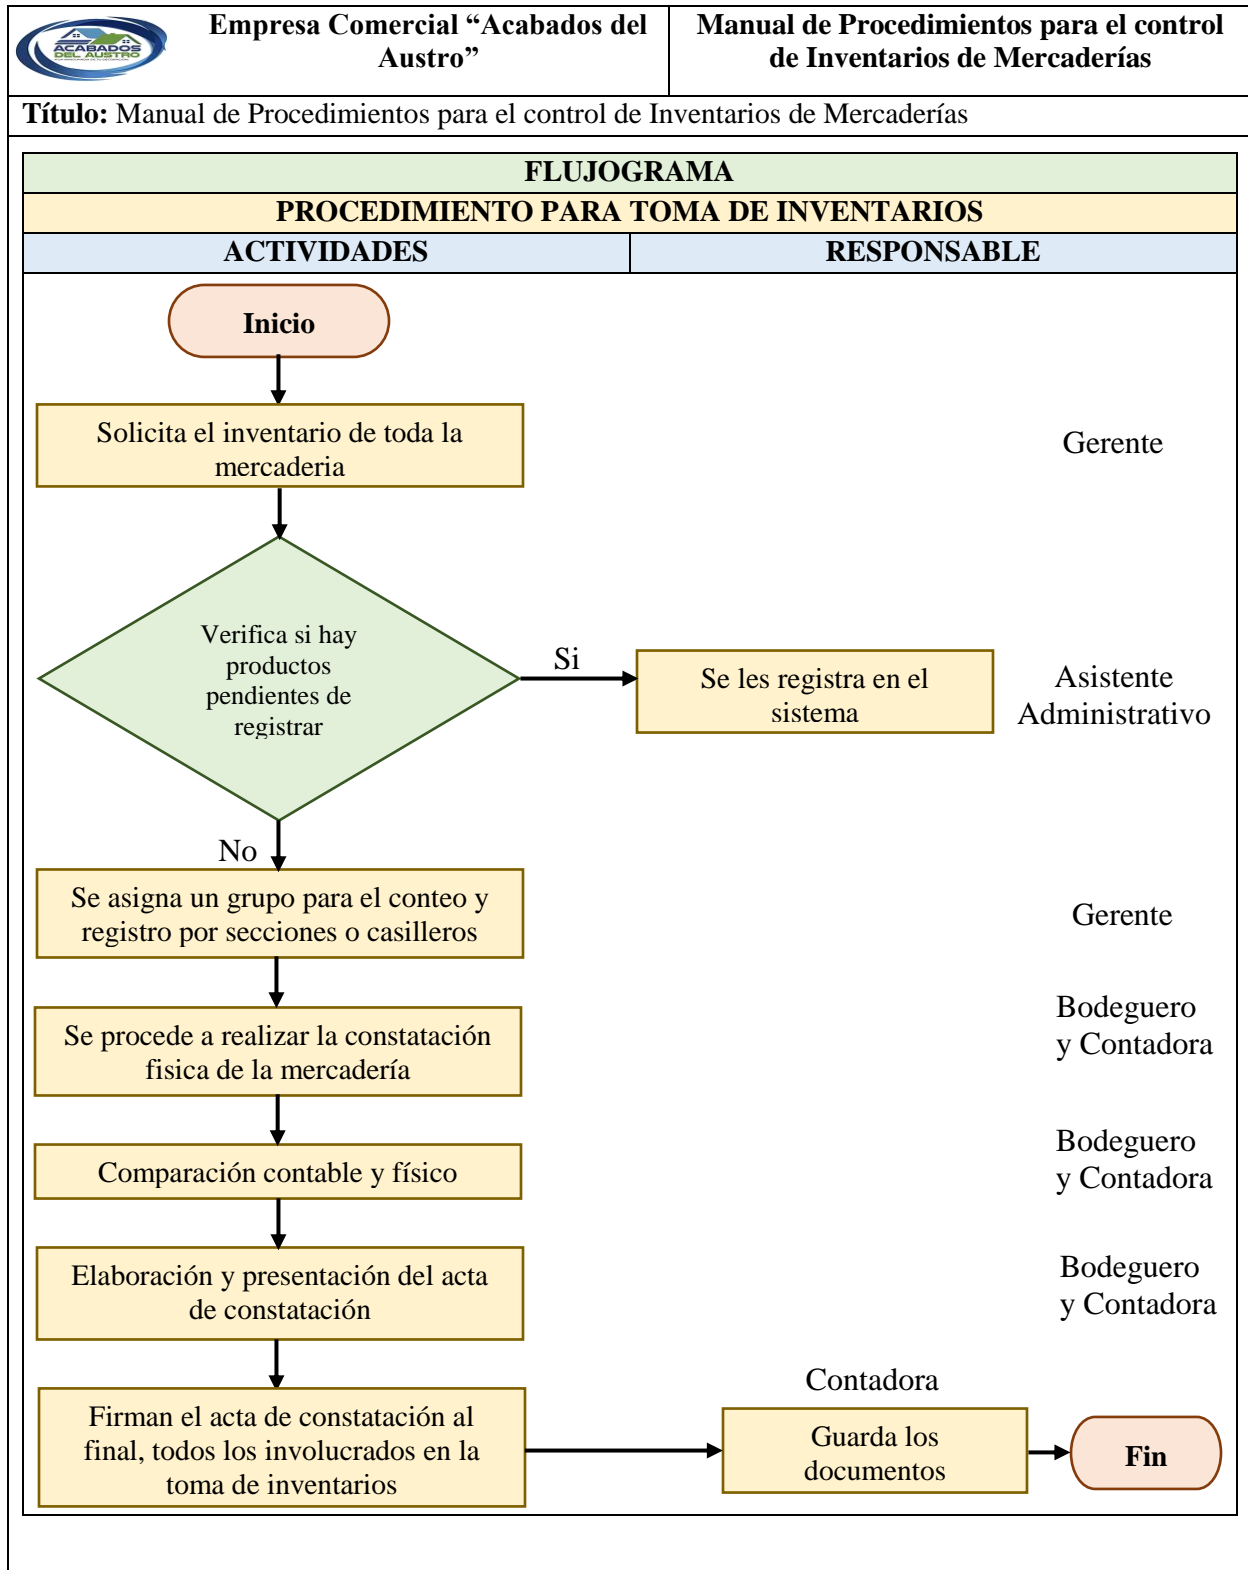 ACABADOS
DEL AUSTRO
Empresa Comercial “Acabados del
Austro”
Manual de Procedimientos para el control
de Inventarios de Mercaderías
Título: Manual de Procedimientos para el control de Inventarios de Mercaderías
FLUJOGRAMA
PROCEDIMIENTO PARA TOMA DE INVENTARIOS
ACTIVIDADES
RESPONSABLE
Inicio
Solicita el inventario de toda la
mercaderia
Gerente
Verifica si hay
productos
pendientes de
registrar
Si
Se les registra en el
sistema
Asistente
Administrativo
No
Se asigna un grupo para el conteo y
registro por secciones o casilleros
Gerente
Se procede a realizar la constatación
fisica de la mercadería
Bodeguero
y Contadora
Comparación contable y físico
Bodeguero
y Contadora
Elaboración y presentación del acta
de constatación
Bodeguero
y Contadora
Firman el acta de constatación al
final, todos los involucrados en la
toma de inventarios
Contadora
Guarda los
documentos
Fin